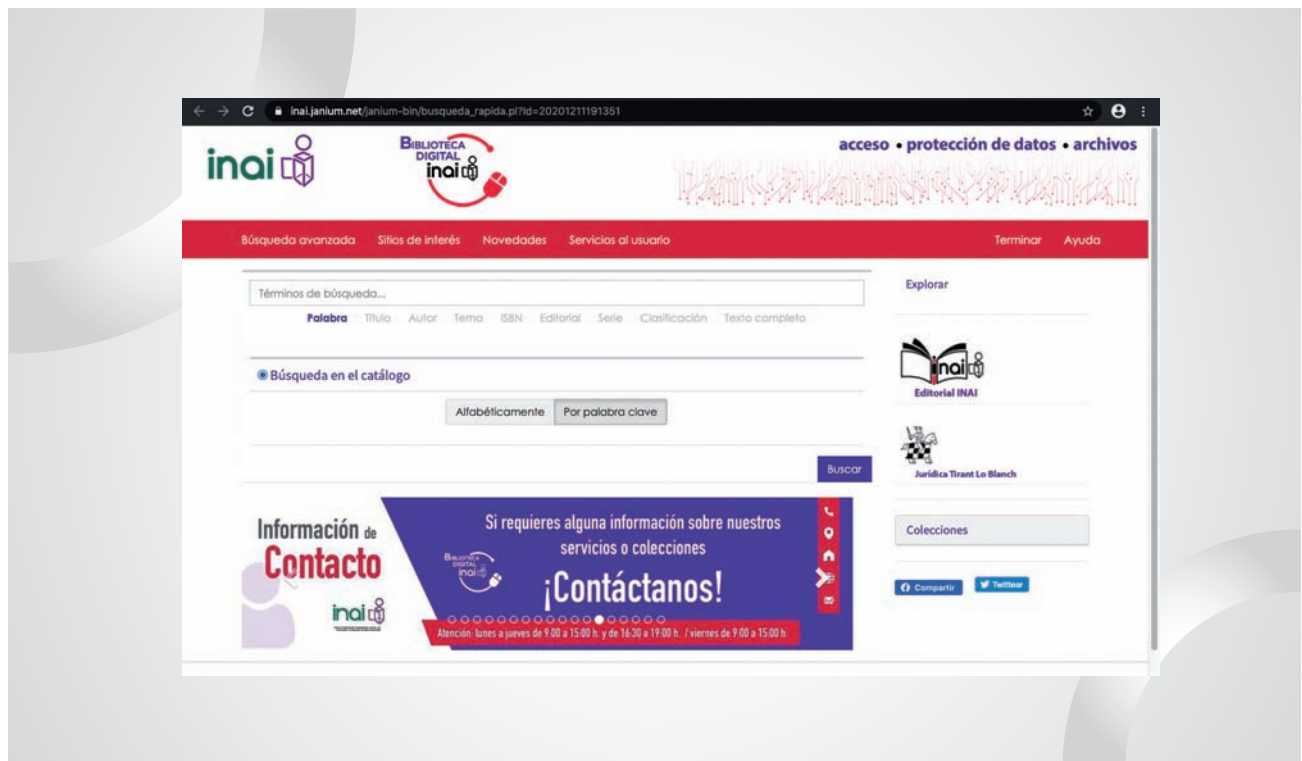 inai.janium.net/janium-bin/busqueda_rapida.pl?id=20201211191351
inai
BIBLIOTECA
DIGITAL
inai
acceso • protección de datos • archivos
Búsqueda avanzada Sitios de interés Novedades Servicios al usuario Terminar Ayuda
Términos de búsqueda...
Palabra Título Autor Tema ISBN Editorial Serie Clasificación Texto completo
Búsqueda en el catálogo
Alfabéticamente Por palabra clave
Buscar
Explorar
inai
Editorial INAI
Jurídica Tirant Lo Blanch
Colecciones
Compartir Twittear
Información de
Contacto
inai
Si requieres alguna información sobre nuestros
servicios o colecciones
BIBLIOTECA
DIGITAL
inai
¡Contáctanos!
Atención: lunes a jueves de 9:00 a 15:00 h. y de 16:30 a 19:00 h. / viernes de 9:00 a 15:00 h.